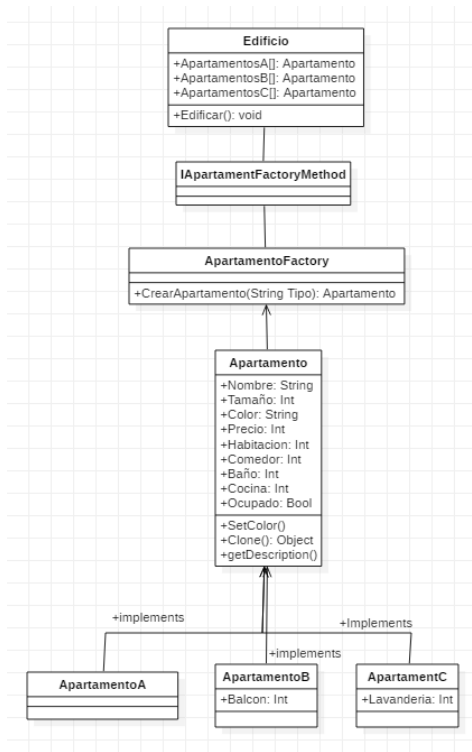 Edificio
+ApartamentosA[]: Apartamento
+ApartamentosB[]: Apartamento
+ApartamentosC[]: Apartamento
+Edificar(): void
IApartamentFactoryMethod
ApartamentoFactory
+CrearApartamento(String Tipo): Apartamento
Apartamento
+Nombre: String
+Tamaño: Int
+Color: String
+Precio: Int
+Habitacion: Int
+Comedor: Int
+Baño: Int
+Cocina: Int
+Ocupado: Bool
+SetColor()
+Clone(): Object
+getDescription()
+implements
+implements
+Implements
ApartamentoA
ApartamentoB
+Balcon: Int
ApartamentC
+Lavanderia: Int